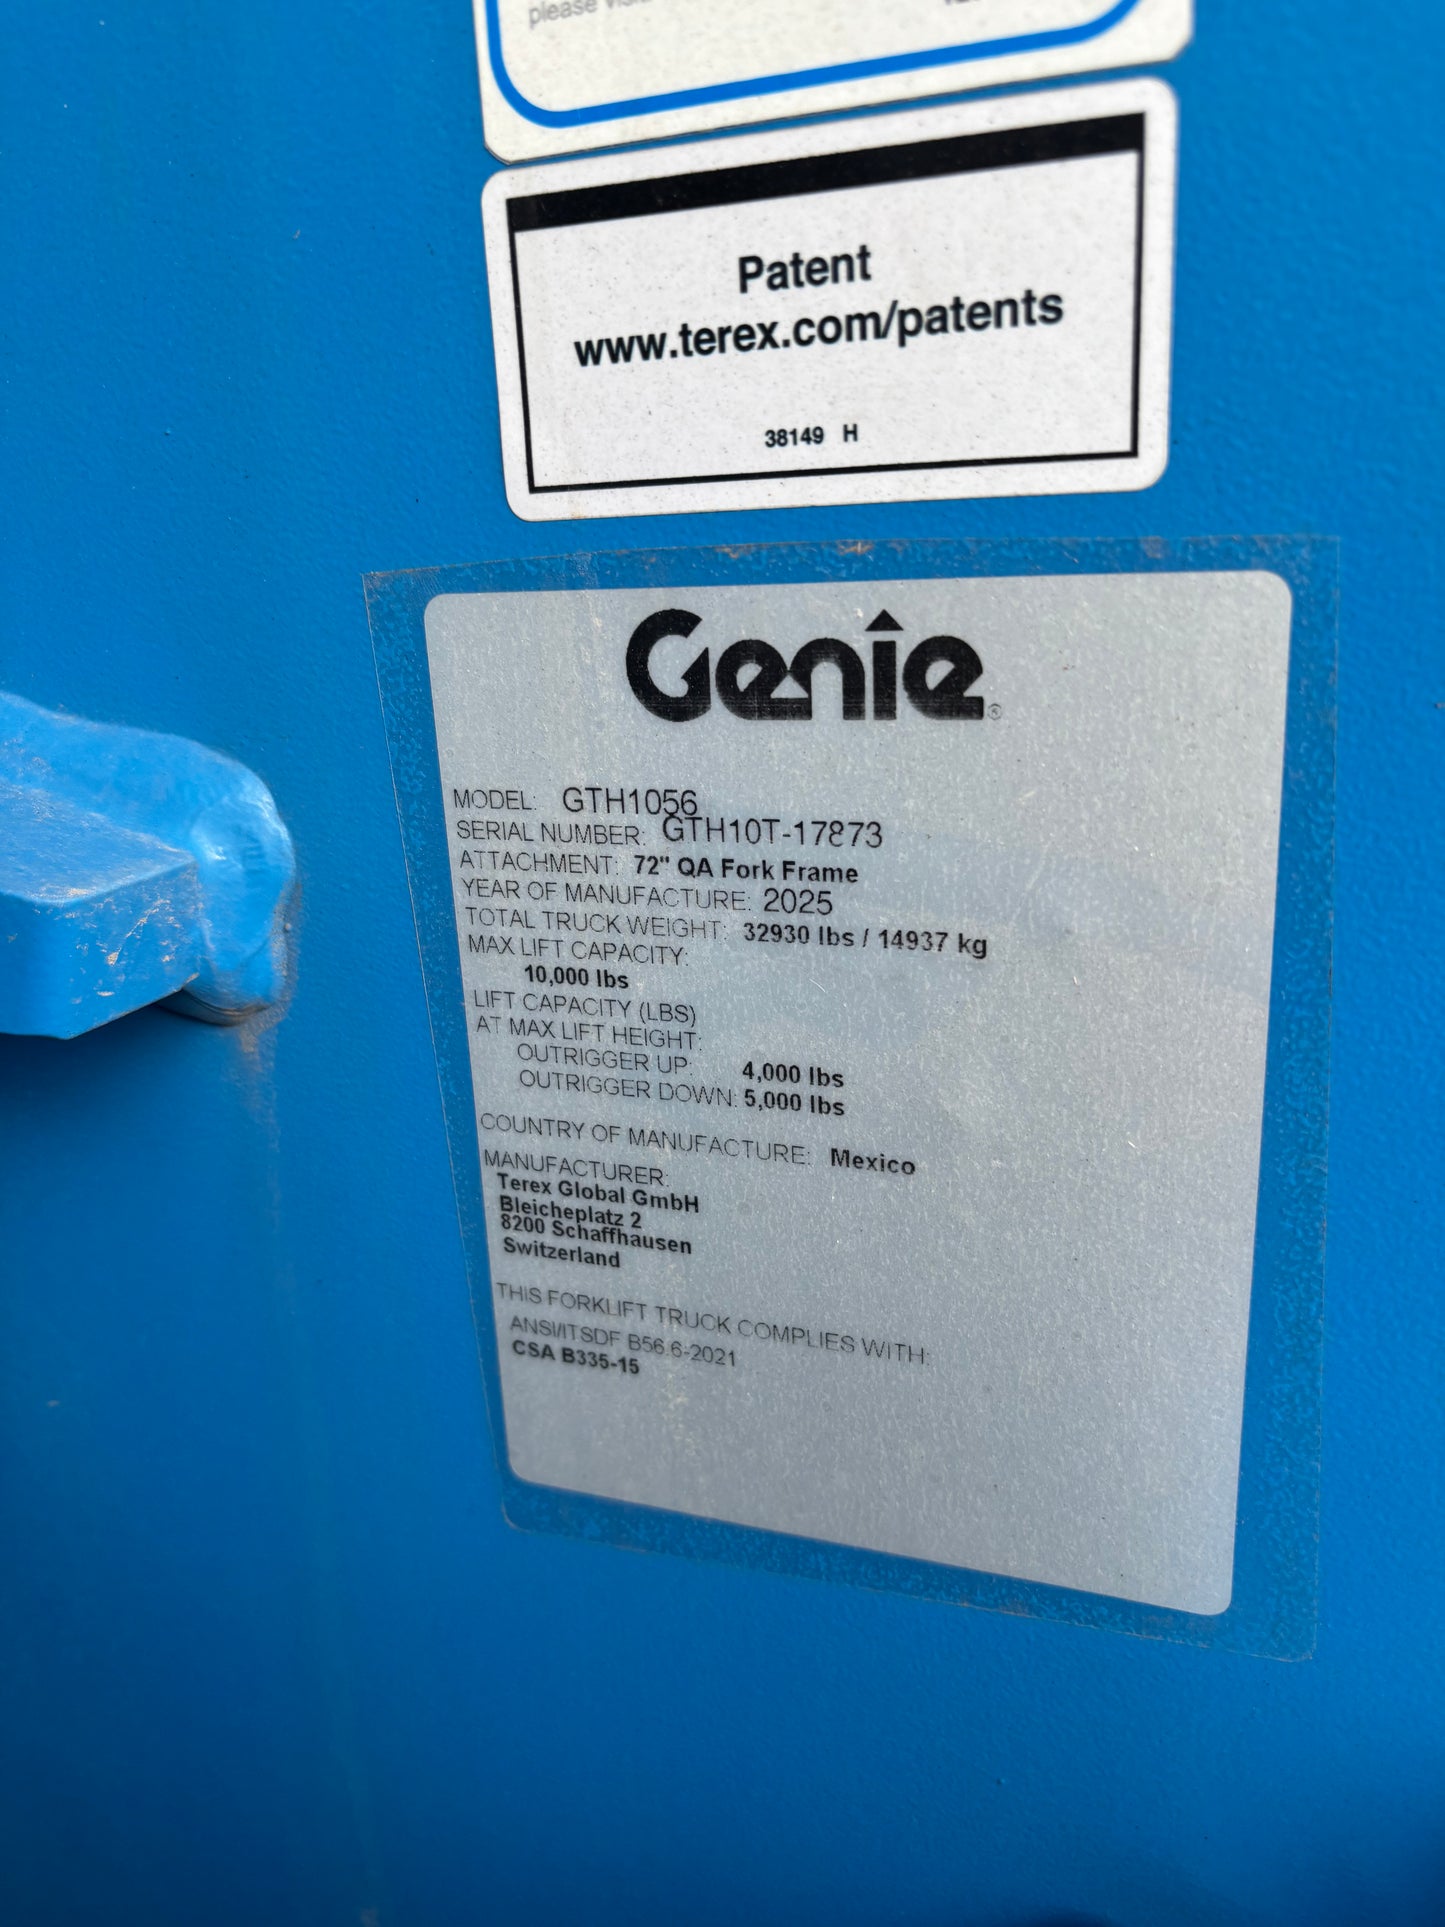 please
Patent
www.terex.com/patents
38149 H
Genie®
MODEL: GTH1056
SERIAL NUMBER: GTH10T-17873
ATTACHMENT: 72" QA Fork Frame
YEAR OF MANUFACTURE: 2025
TOTAL TRUCK WEIGHT: 32930 lbs / 14937 kg
MAX LIFT CAPACITY:
10,000 lbs
LIFT CAPACITY (LBS)
AT MAX LIFT HEIGHT:
OUTRIGGER UP: 4,000 lbs
OUTRIGGER DOWN: 5,000 lbs
COUNTRY OF MANUFACTURE: Mexico
MANUFACTURER:
Terex Global GmbH
Bleicheplatz 2
8200 Schaffhausen
Switzerland
THIS FORKLIFT TRUCK COMPLIES WITH:
ANSI/ITSDF B56.6-2021
CSA B335-15